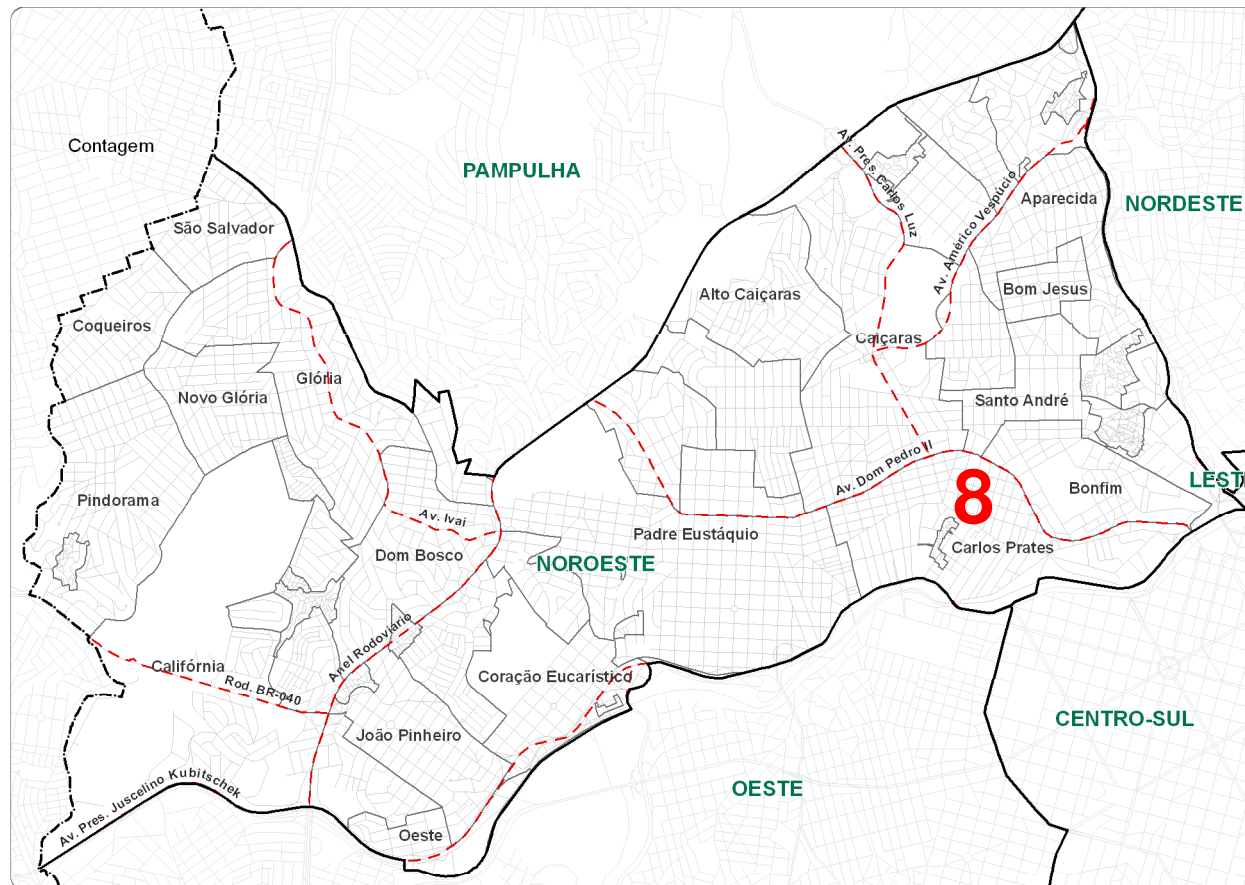 Contagem
PAMPULHA
Av. Pres. Carlos Luz
Av. Américo Vespúcio
Aparecida
NORDESTE
São Salvador
Alto Caiçaras
Bom Jesus
Coqueiros
Caiçaras
Glória
Novo Glória
Santo André
Av. Dom Pedro II
LEST
Bonfim
Pindorama
8
Av. Ivaí
Padre Eustáquio
Carlos Prates
Dom Bosco
NOROESTE
Anel Rodoviário
Califórnia
Rod. BR-040
Coração Eucarístico
João Pinheiro
CENTRO-SUL
Av. Pres. Juscelino Kubitschek
OESTE
Oeste